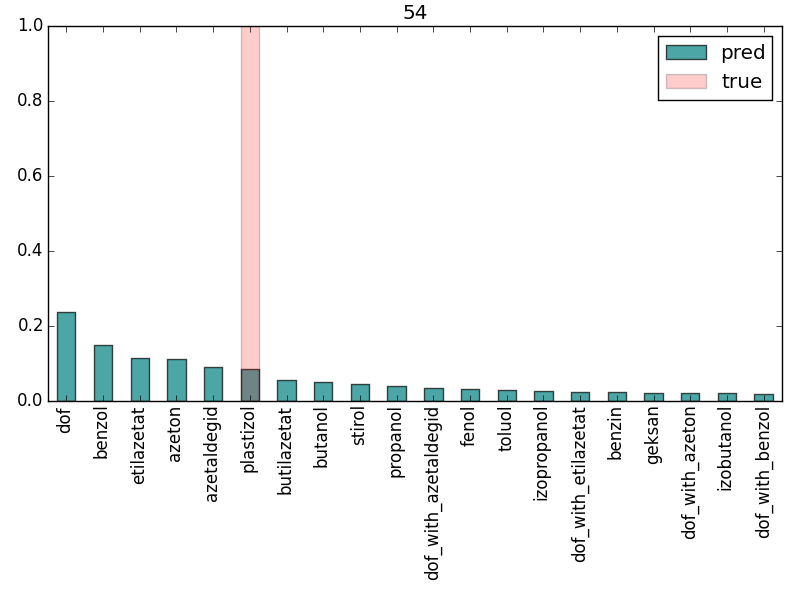 54
1.0
0.8
0.6
0.4
0.2
0.0
pred
true
dof
benzol
etilazetat
azeton
azetaldegid
plastizol
butilazetat
butanol
stirol
propanol
dof_with_azetaldegid
fenol
toluol
izopropanol
dof_with_etilazetat
benzin
geksan
dof_with_azeton
izobutanol
dof_with_benzol